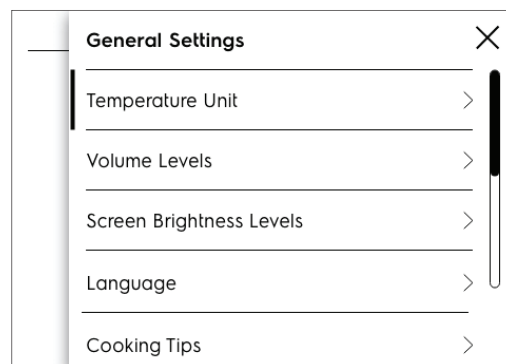 General Settings
Temperature Unit
Volume Levels
Screen Brightness Levels
Language
Cooking Tips